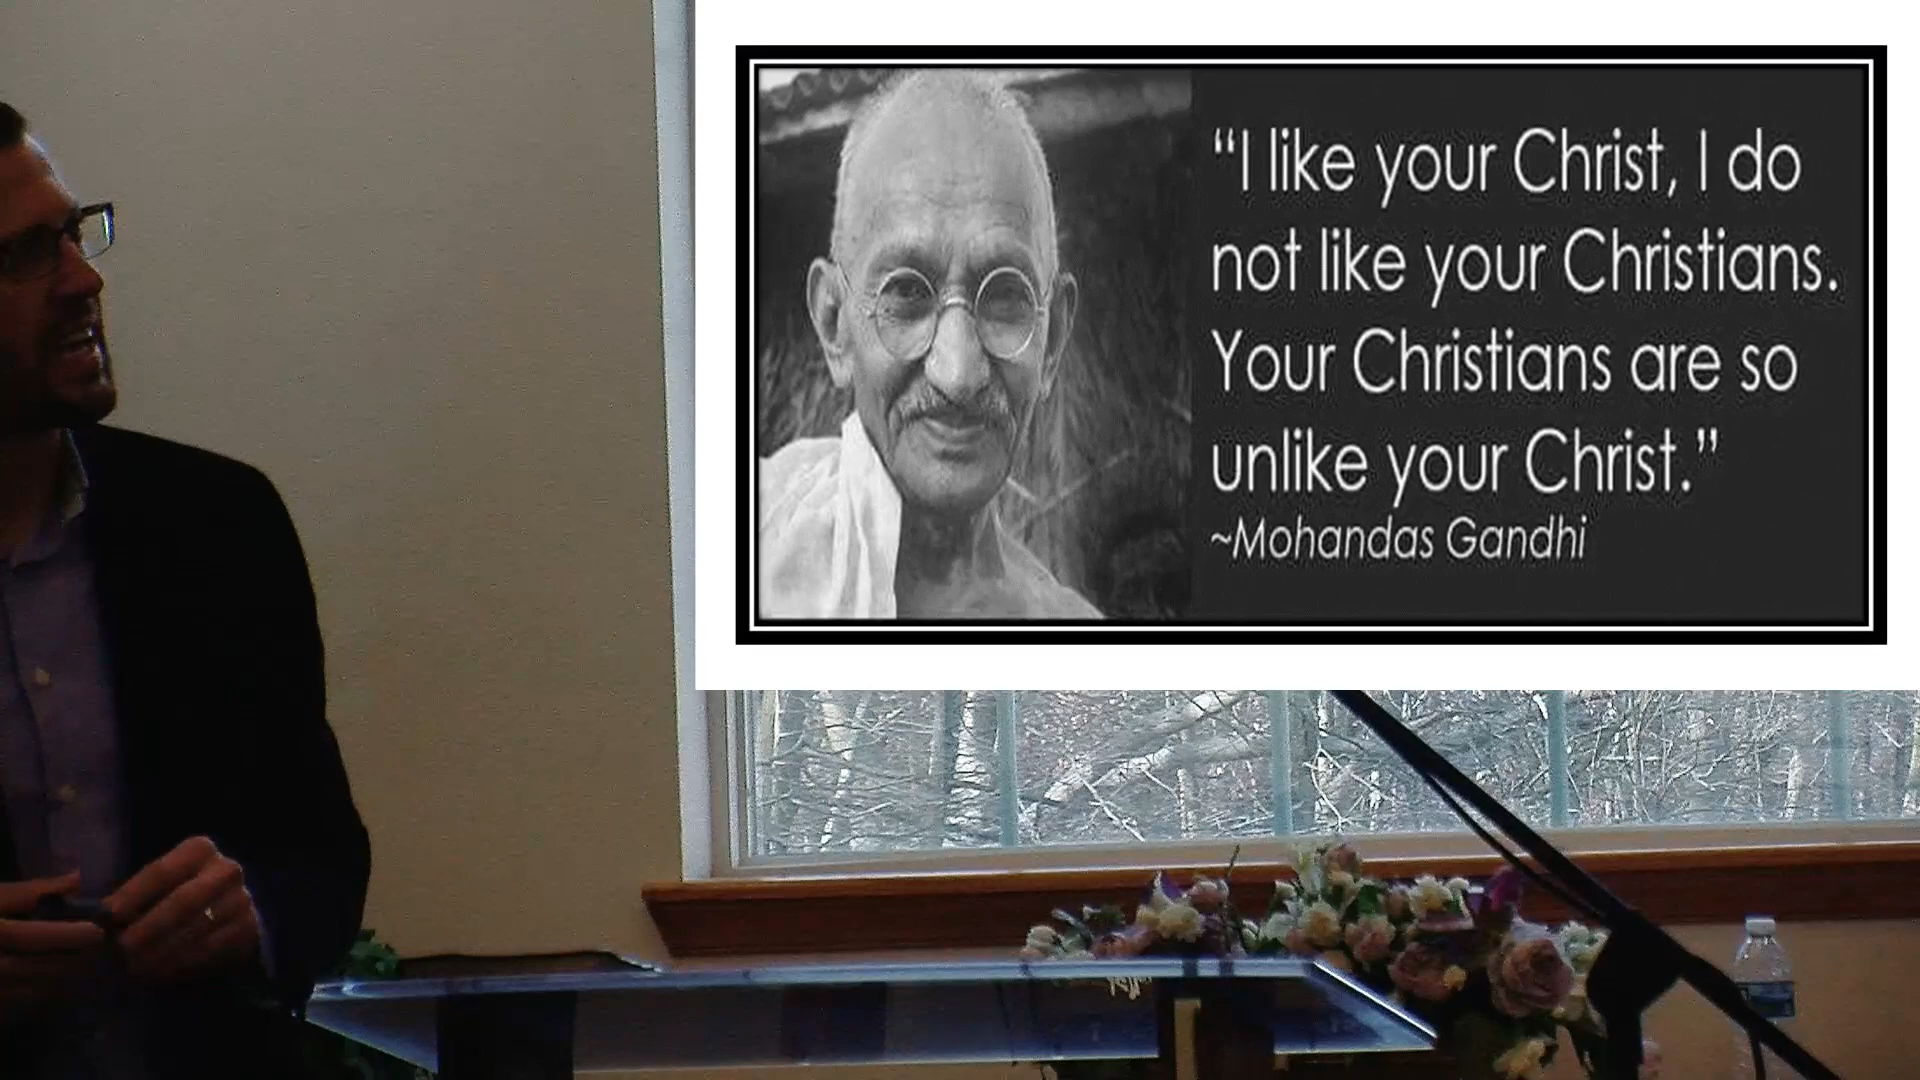 “I like your Christ, I do
not like your Christians.
Your Christians are so
unlike your Christ.”
~Mohandas Gandhi